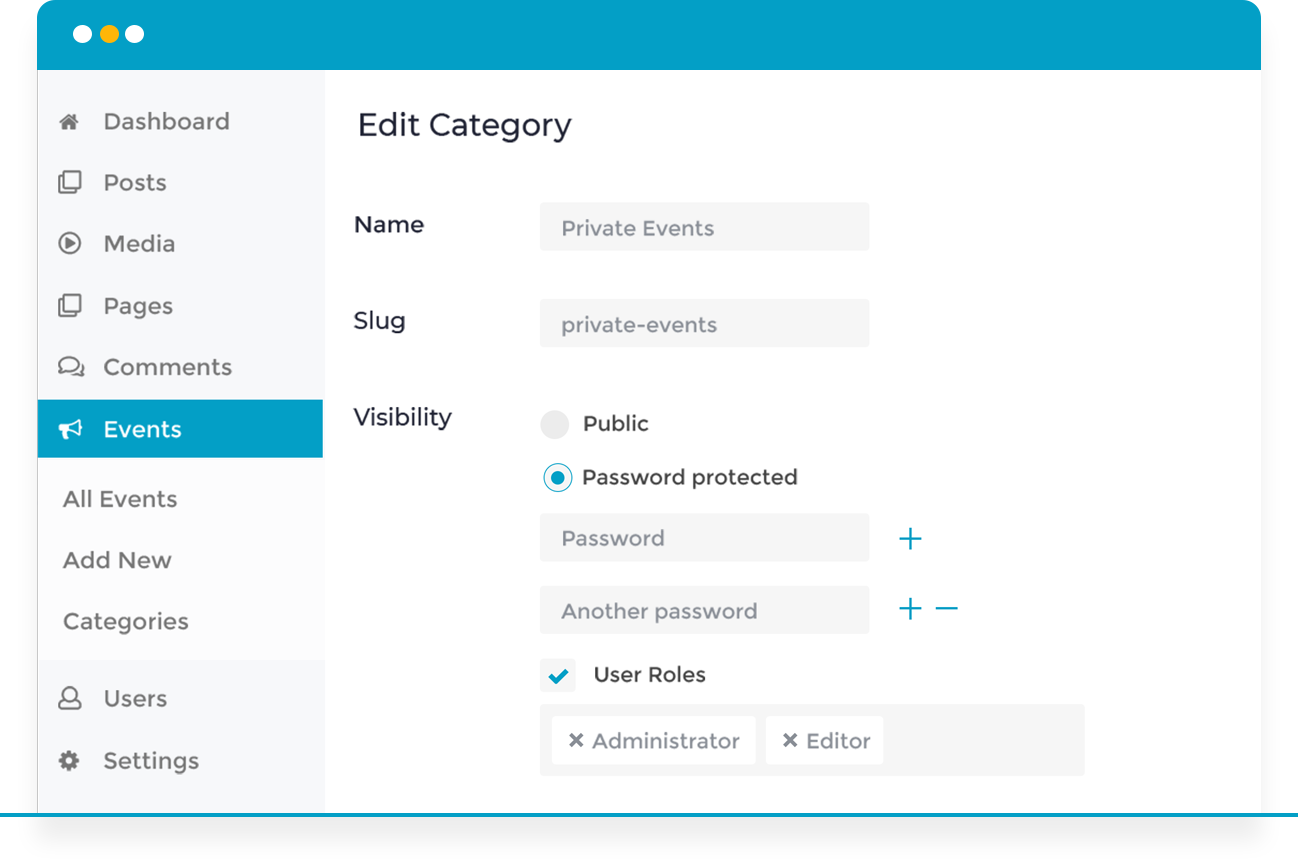 Dashboard
Posts
Media
Pages
Comments
Events
All Events
Add New
Categories
Users
Settings
Edit Category
Name
Private Events
Slug
private-events
Visibility
Public
Password protected
Password
Another password
User Roles
Administrator
Editor